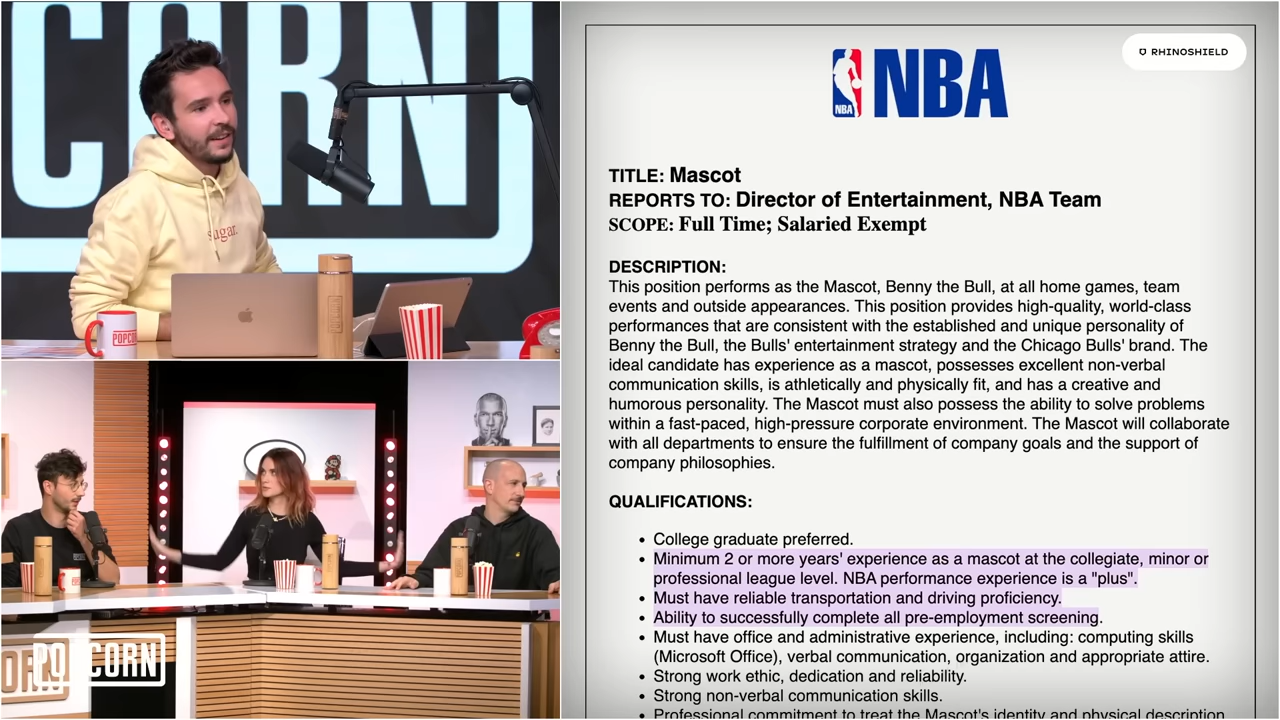 CORN
sugar.
POPCORN
RHINOSHIELD
NBA
NBA
TITLE: Mascot
REPORTS TO: Director of Entertainment, NBA Team
SCOPE: Full Time; Salaried Exempt
DESCRIPTION:
This position performs as the Mascot, Benny the Bull, at all home games, team
events and outside appearances. This position provides high-quality, world-class
performances that are consistent with the established and unique personality of
Benny the Bull, the Bulls' entertainment strategy and the Chicago Bulls' brand. The
ideal candidate has experience as a mascot, possesses excellent non-verbal
communication skills, is athletically and physically fit, and has a creative and
humorous personality. The Mascot must also possess the ability to solve problems
within a fast-paced, high-pressure corporate environment. The Mascot will collaborate
with all departments to ensure the fulfillment of company goals and the support of
company philosophies.
QUALIFICATIONS:
• College graduate preferred.
• Minimum 2 or more years' experience as a mascot at the collegiate, minor or
professional league level. NBA performance experience is a "plus".
• Must have reliable transportation and driving proficiency.
• Ability to successfully complete all pre-employment screening.
• Must have office and administrative experience, including: computing skills
(Microsoft Office), verbal communication, organization and appropriate attire.
• Strong work ethic, dedication and reliability.
• Strong non-verbal communication skills.
• Professional commitment to treat the Mascot's identity and physical description
POPCORN